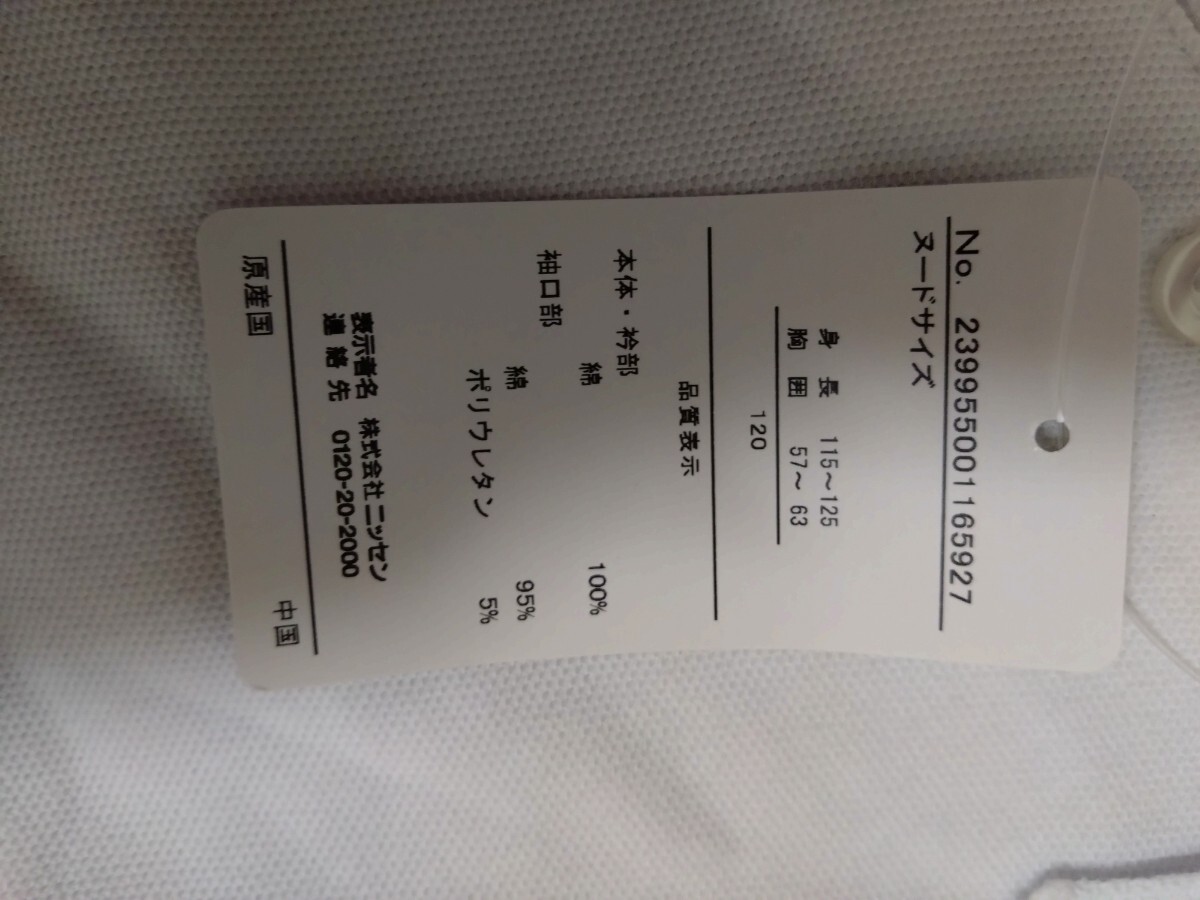 No. 239955001165927
ヌードサイズ
身長 115～125
胸囲 57～ 63
120
品質表示
本体・衿部
綿 100%
袖口部
綿 95%
ポリウレタン 5%
表示者名 株式会社ニッセン
連絡先 0120-20-2000
原産国 中国